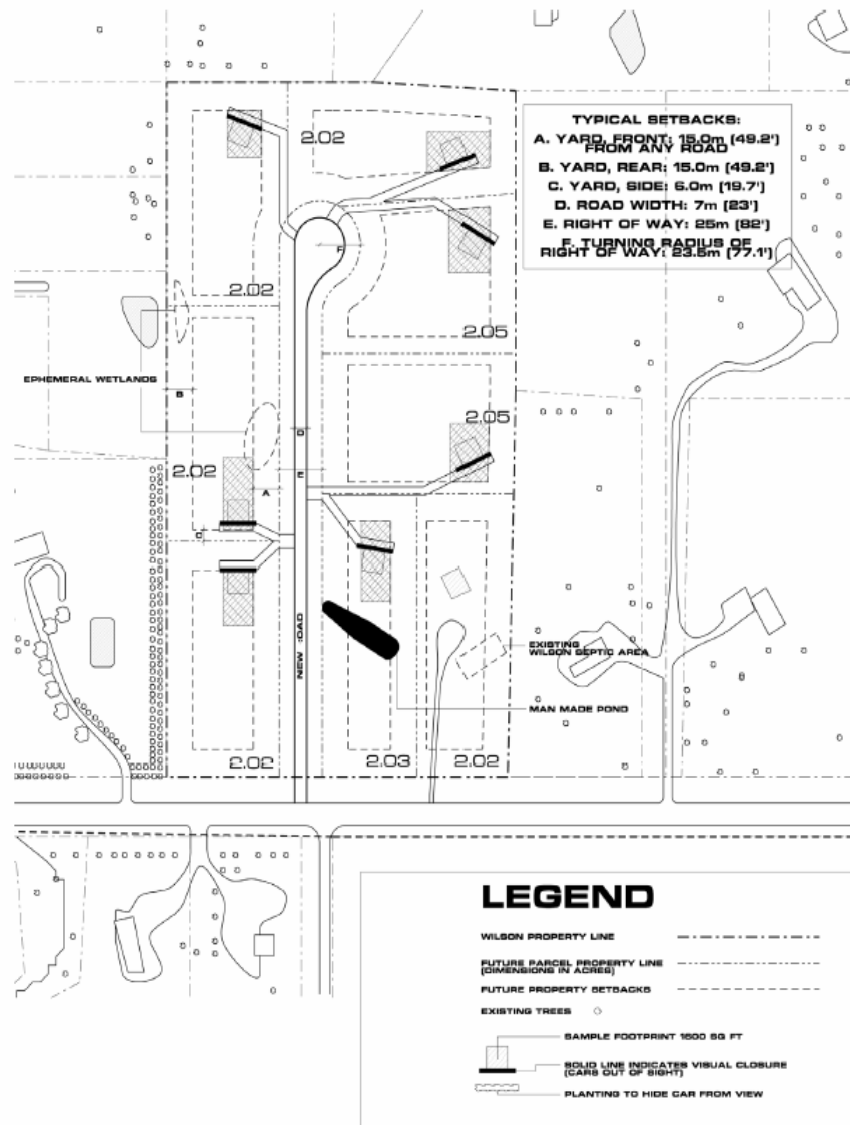 TYPICAL SETBACKS:
A. YARD, FRONT: 15.0m (49.2')
FROM ANY ROAD
B. YARD, REAR: 15.0m (49.2')
C. YARD, SIDE: 6.0m (19.7')
D. ROAD WIDTH: 7m (23')
E. RIGHT OF WAY: 25m (82')
F. TURNING RADIUS OF
RIGHT OF WAY: 23.5m (77.1')
2.02
F
2.02
2.05
EPHEMERAL WETLANDS
B
2.05
D
2.02
E
A
C
NEW ROAD
EXISTING
WILSON SEPTIC AREA
MAN MADE POND
2.02
2.03
2.02
LEGEND
WILSON PROPERTY LINE
FUTURE PARCEL PROPERTY LINE
(DIMENSIONS IN ACRES)
FUTURE PROPERTY SETBACKS
EXISTING TREES
SAMPLE FOOTPRINT 1600 SQ FT
SOLID LINE INDICATES VISUAL CLOSURE
(CARS OUT OF SIGHT)
PLANTING TO HIDE CAR FROM VIEW